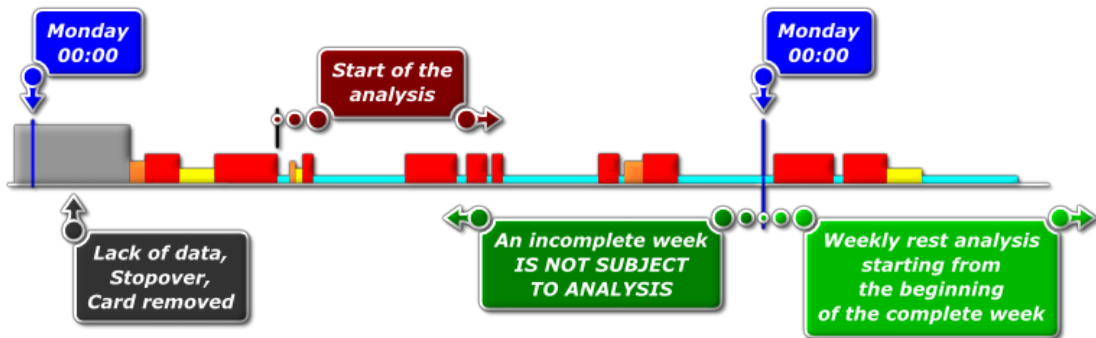 Monday
00:00
Start of the
analysis
Monday
00:00
Lack of data,
Stopover,
Card removed
An incomplete week
IS NOT SUBJECT
TO ANALYSIS
Weekly rest analysis
starting from
the beginning
of the complete week